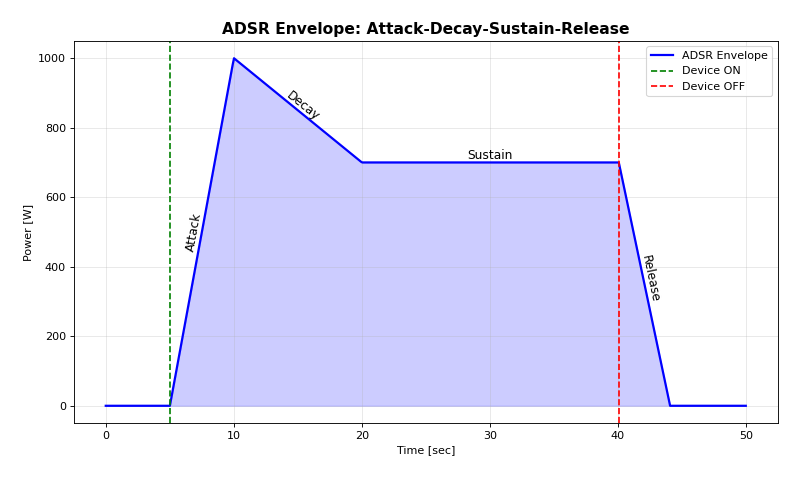 ADSR Envelope: Attack-Decay-Sustain-Release
ADSR Envelope
Device ON
Device OFF
1000
800
600
400
200
0
Power [W]
Attack
Decay
Sustain
Release
0 10 20 30 40 50
Time [sec]